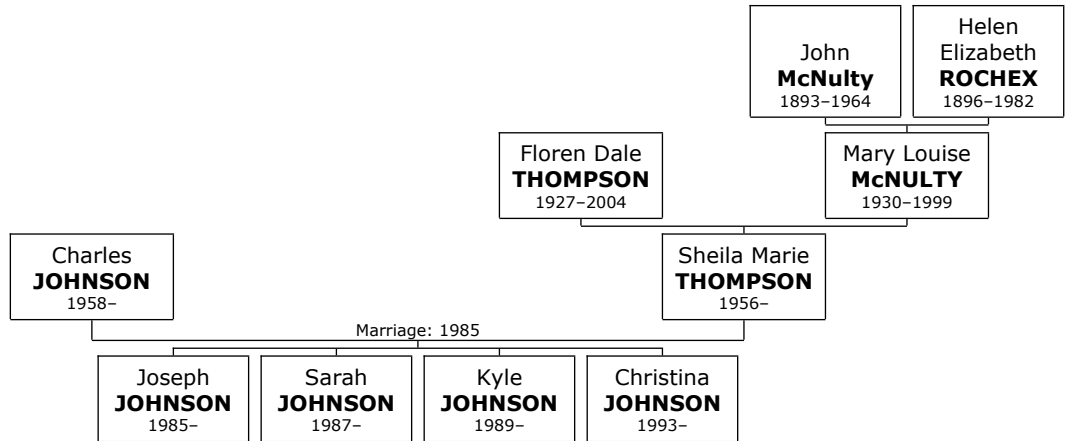 John
McNulty
1893–1964
Helen
Elizabeth
ROCHEX
1896–1982
Floren Dale
THOMPSON
1927–2004
Mary Louise
McNULTY
1930–1999
Charles
JOHNSON
1958–
Sheila Marie
THOMPSON
1956–
Marriage: 1985
Joseph
JOHNSON
1985–
Sarah
JOHNSON
1987–
Kyle
JOHNSON
1989–
Christina
JOHNSON
1993–